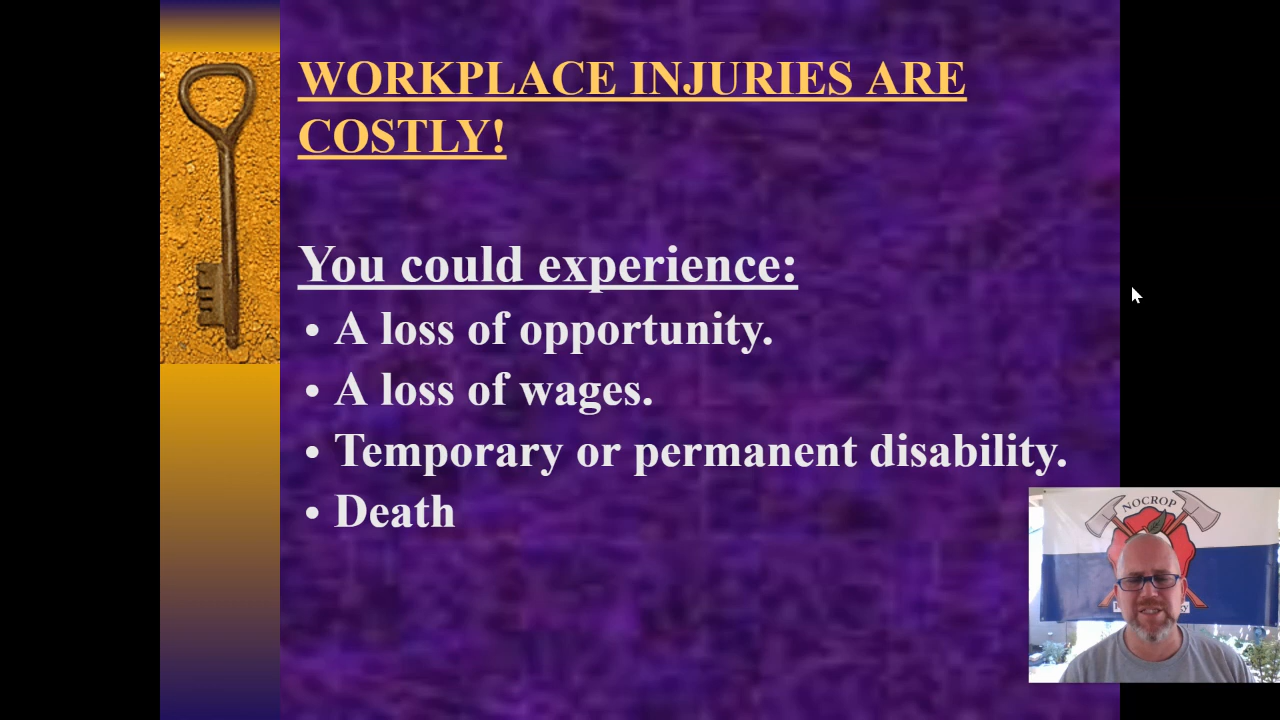 WORKPLACE INJURIES ARE
COSTLY!
You could experience:
• A loss of opportunity.
• A loss of wages.
• Temporary or permanent disability.
• Death
NOCROP